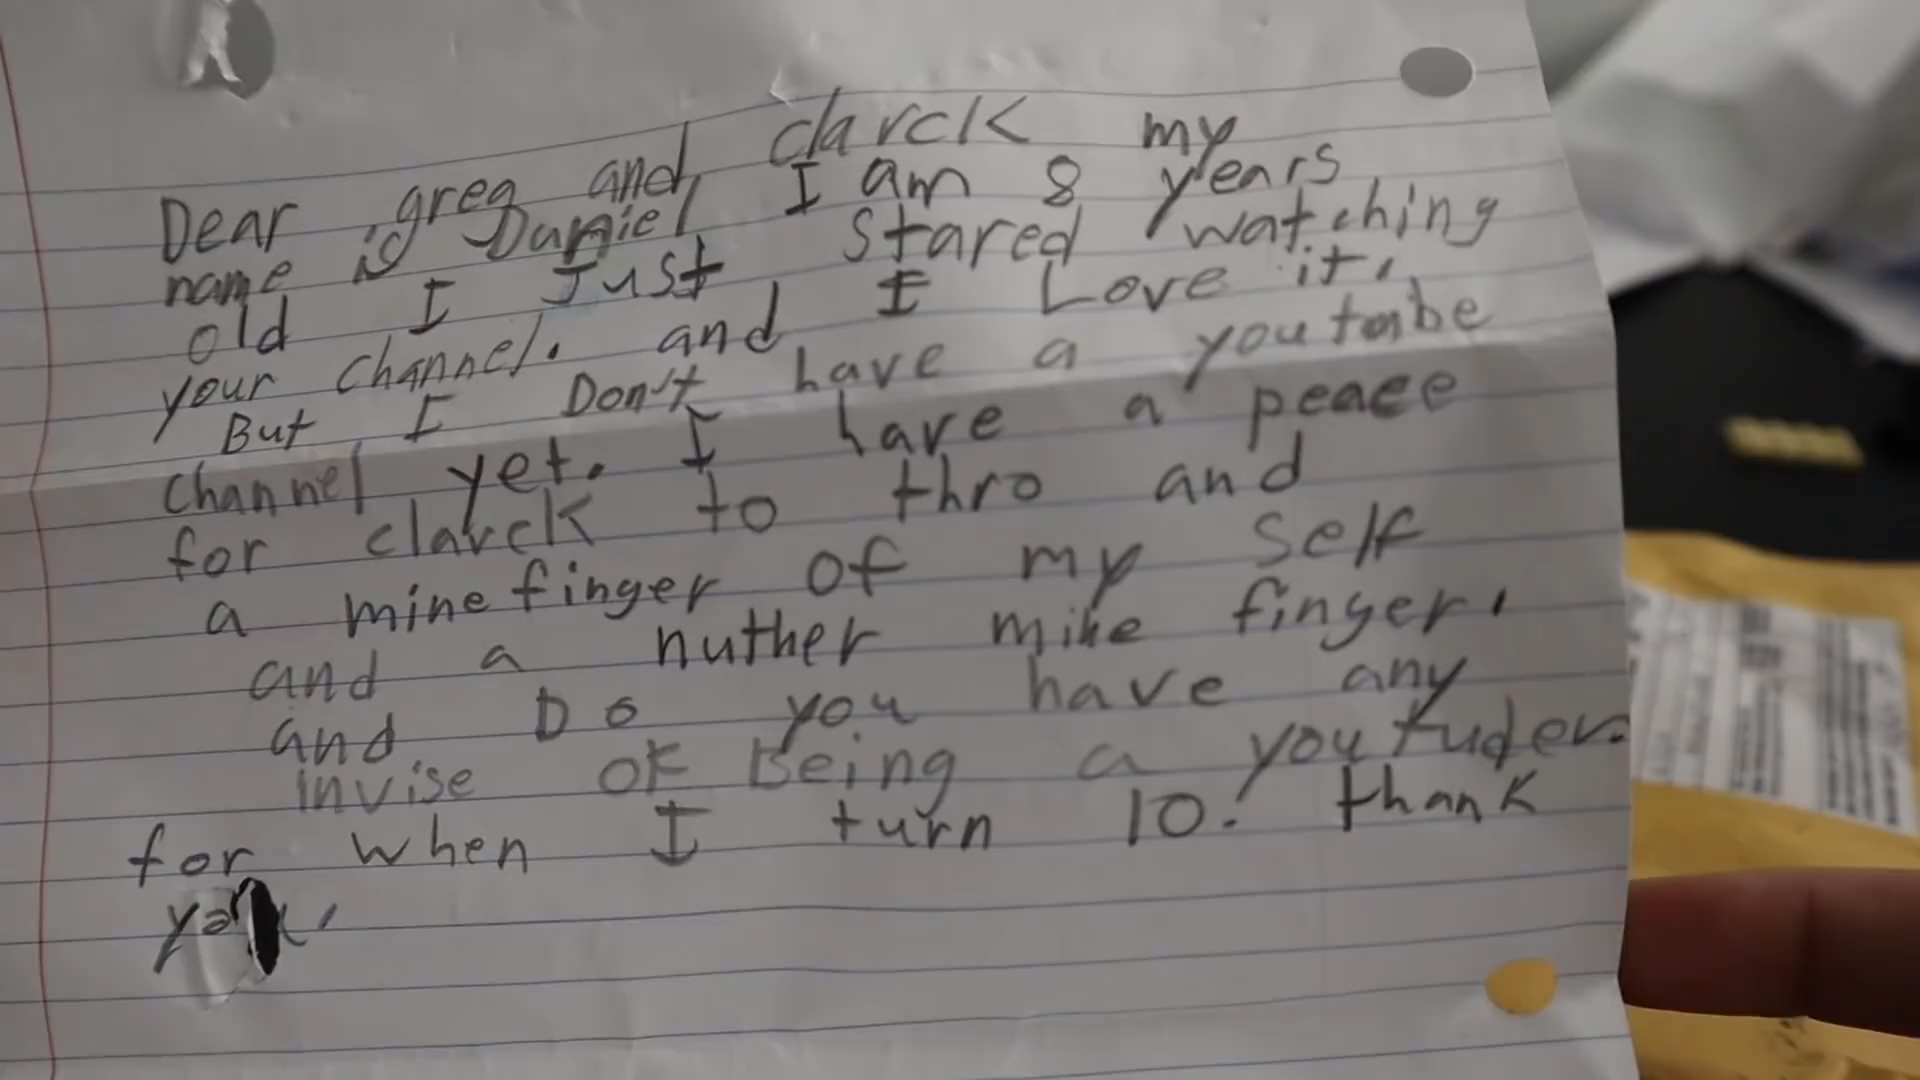 Dear greg and clarck my
name is Daniel I am 8 years
old I Just stared watching
your channel. and I Love it.
But I Don't have a youtube
channel yet. I have a peace
for clarck to thro and
a minefinger of my self
and a nuther mine finger.
and Do you have any
invise of Being a youtuder.
for when I turn 10! thank
you.